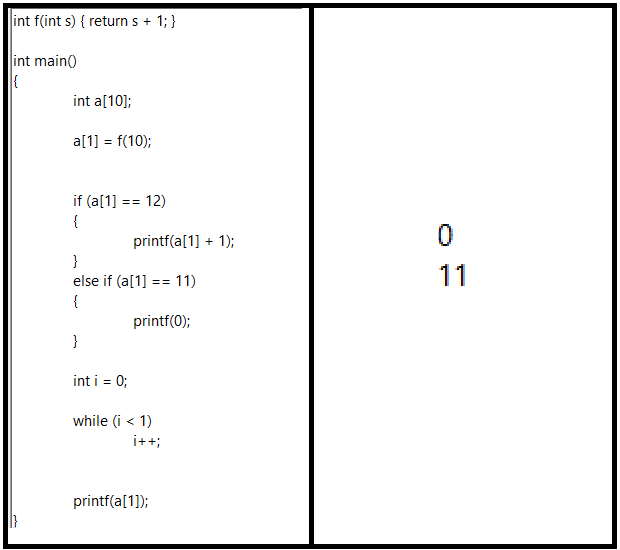 int f(int s) { return s + 1; }
int main()
{
int a[10];
a[1] = f(10);
if (a[1] == 12)
{
printf(a[1] + 1);
}
else if (a[1] == 11)
{
printf(0);
}
int i = 0;
while (i < 1)
i++;
printf(a[1]);
}
0
11